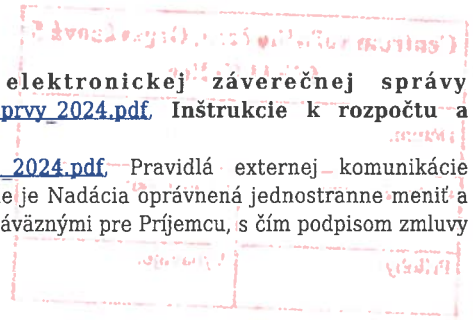 elektronickej záverečnej správy
prvy_2024.pdf, Inštrukcie k rozpočtu a
_2024.pdf, Pravidlá externej komunikácie
e je Nadácia oprávnená jednostranne meniť a
áväznými pre Príjemcu, s čím podpisom zmluvy